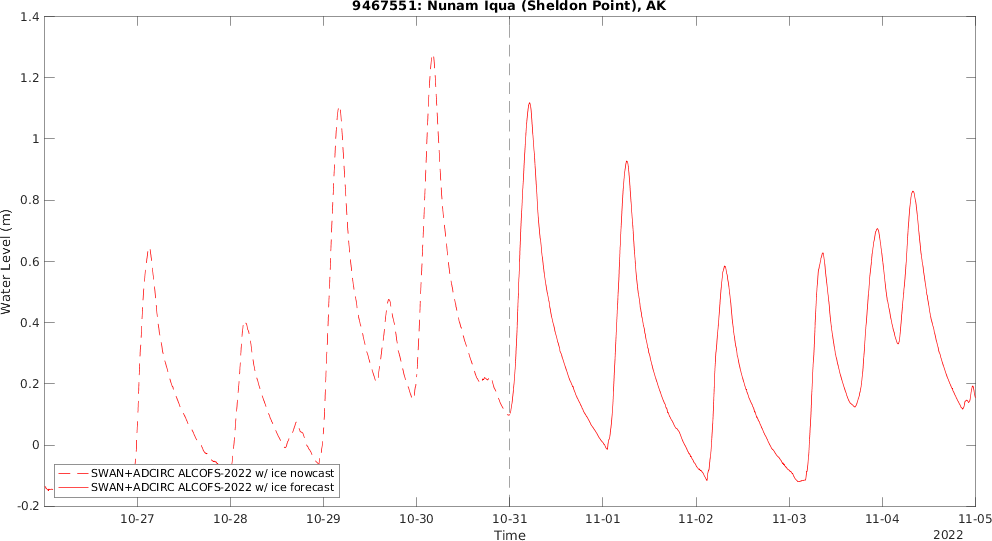 9467551: Nunam Iqua (Sheldon Point), AK
1.4
1.2
1
0.8
0.6
0.4
0.2
0
-0.2
Water Level (m)
SWAN+ADCIRC ALCOFS-2022 w/ ice nowcast
SWAN+ADCIRC ALCOFS-2022 w/ ice forecast
10-27 10-28 10-29 10-30 10-31 11-01 11-02 11-03 11-04 11-05
Time
2022